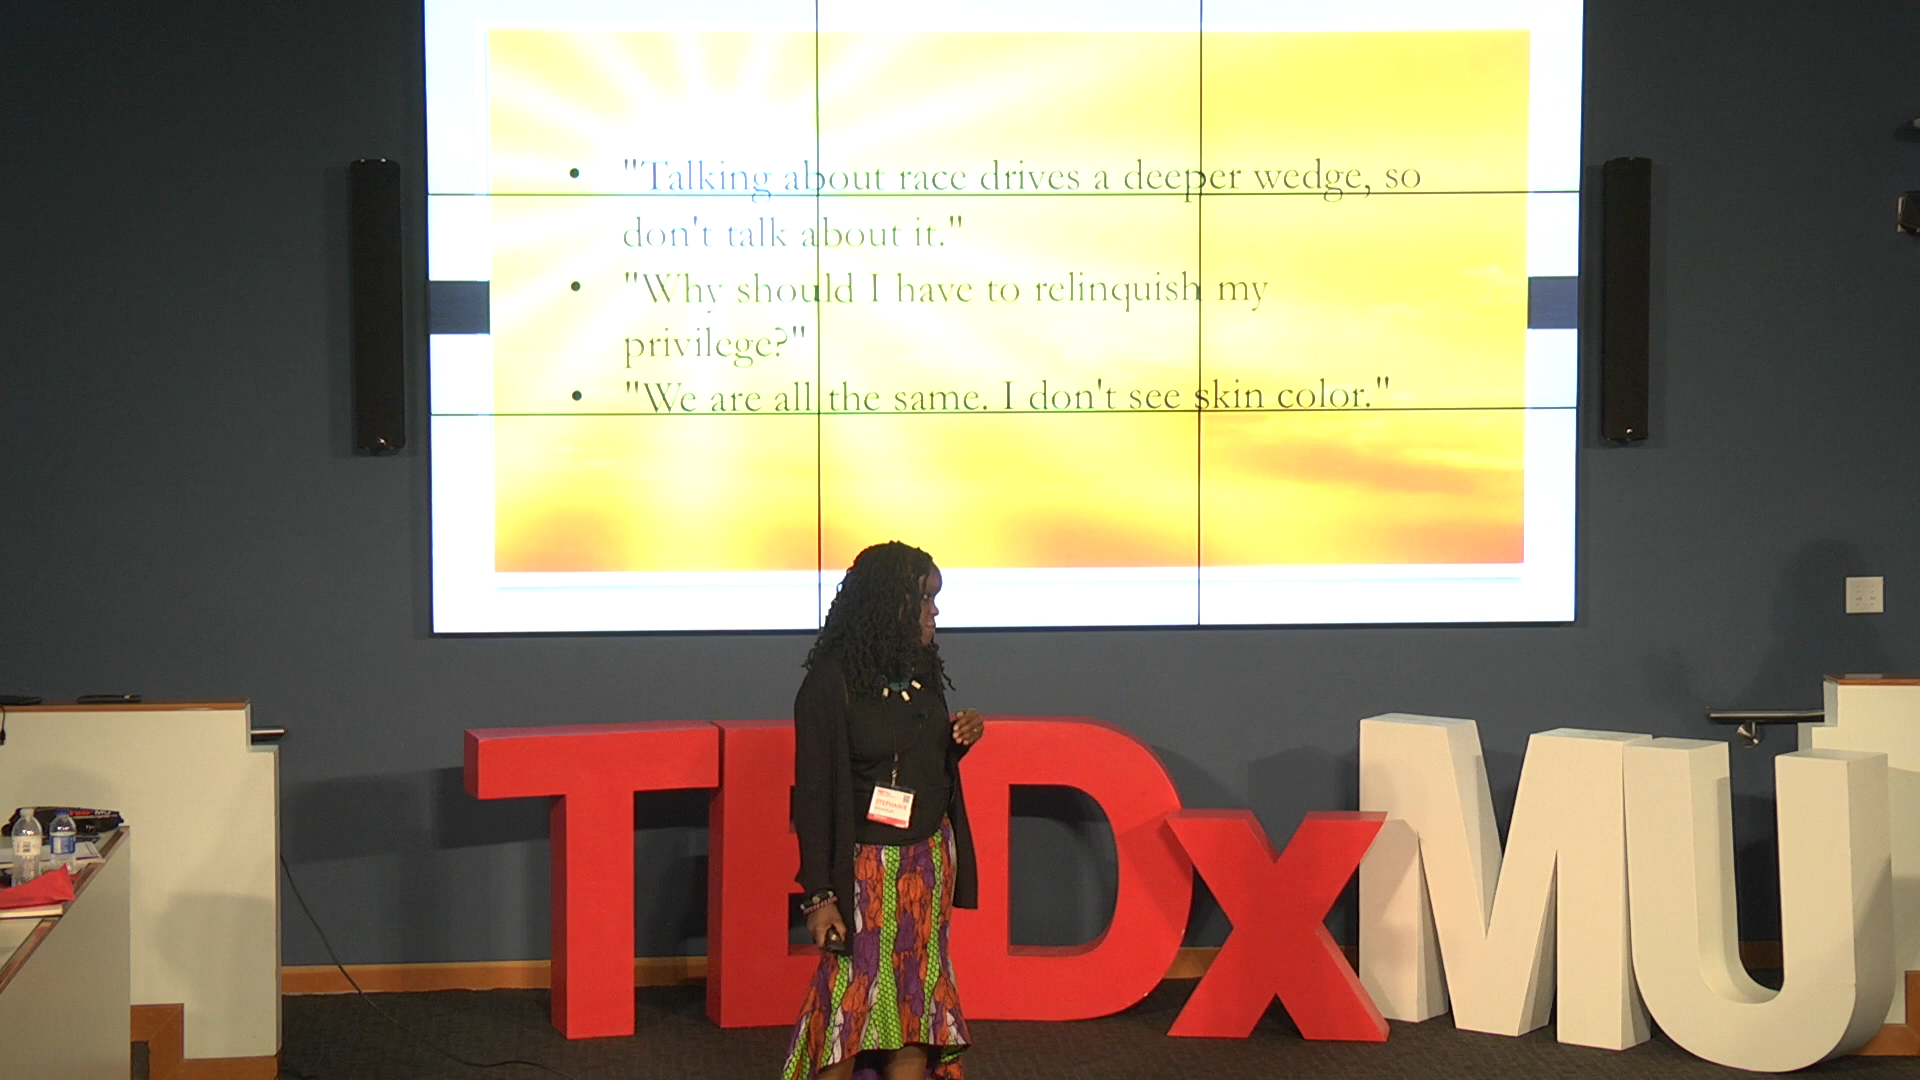 "Talking about race drives a deeper wedge, so
don't talk about it."
"Why should I have to relinquish my
privilege?"
"We are all the same. I don't see skin color."
STEPHANIE
TEDxMU